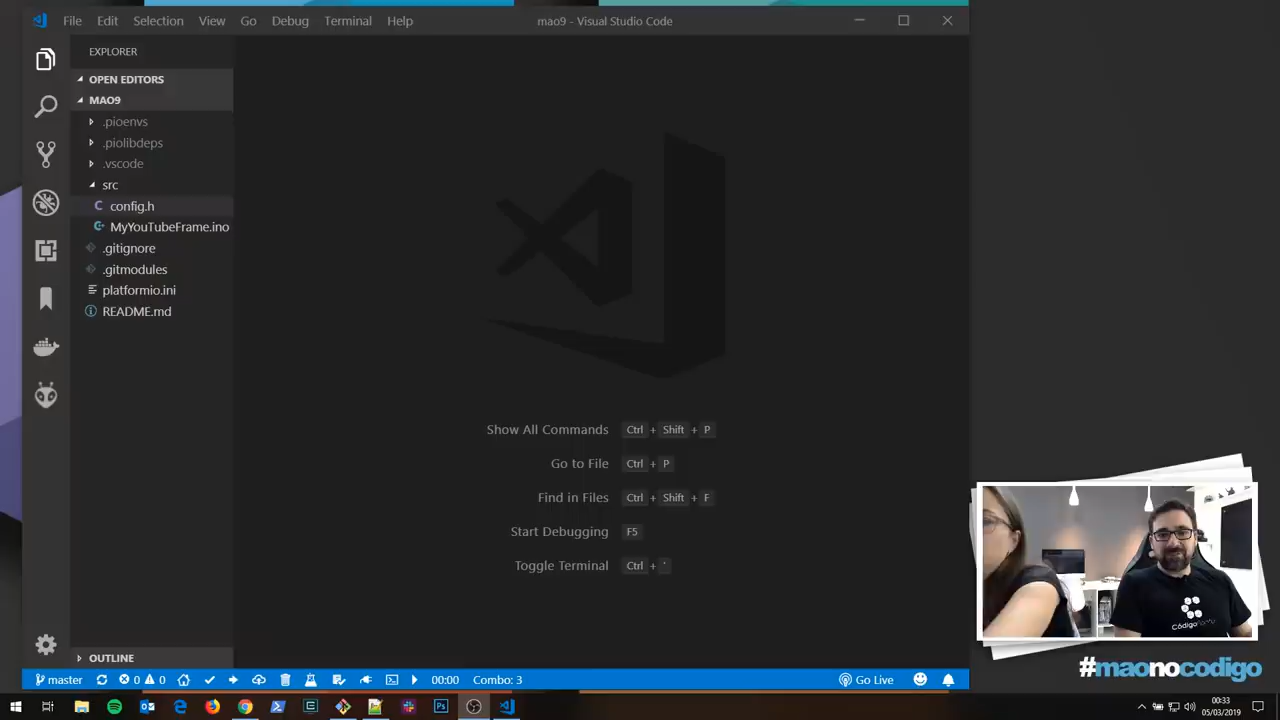 File Edit Selection View Go Debug Terminal Help
mao9 - Visual Studio Code
EXPLORER
OPEN EDITORS
MAO9
.pioenvs
.piolibdeps
.vscode
src
config.h
MyYouTubeFrame.ino
.gitignore
.gitmodules
platformio.ini
README.md
Show All Commands Ctrl + Shift + P
Go to File Ctrl + P
Find in Files Ctrl + Shift + F
Start Debugging F5
Toggle Terminal Ctrl + '
OUTLINE
#maonocodigo
master 0 0 00:00 Combo: 3 Go Live
00:33
05/03/2019